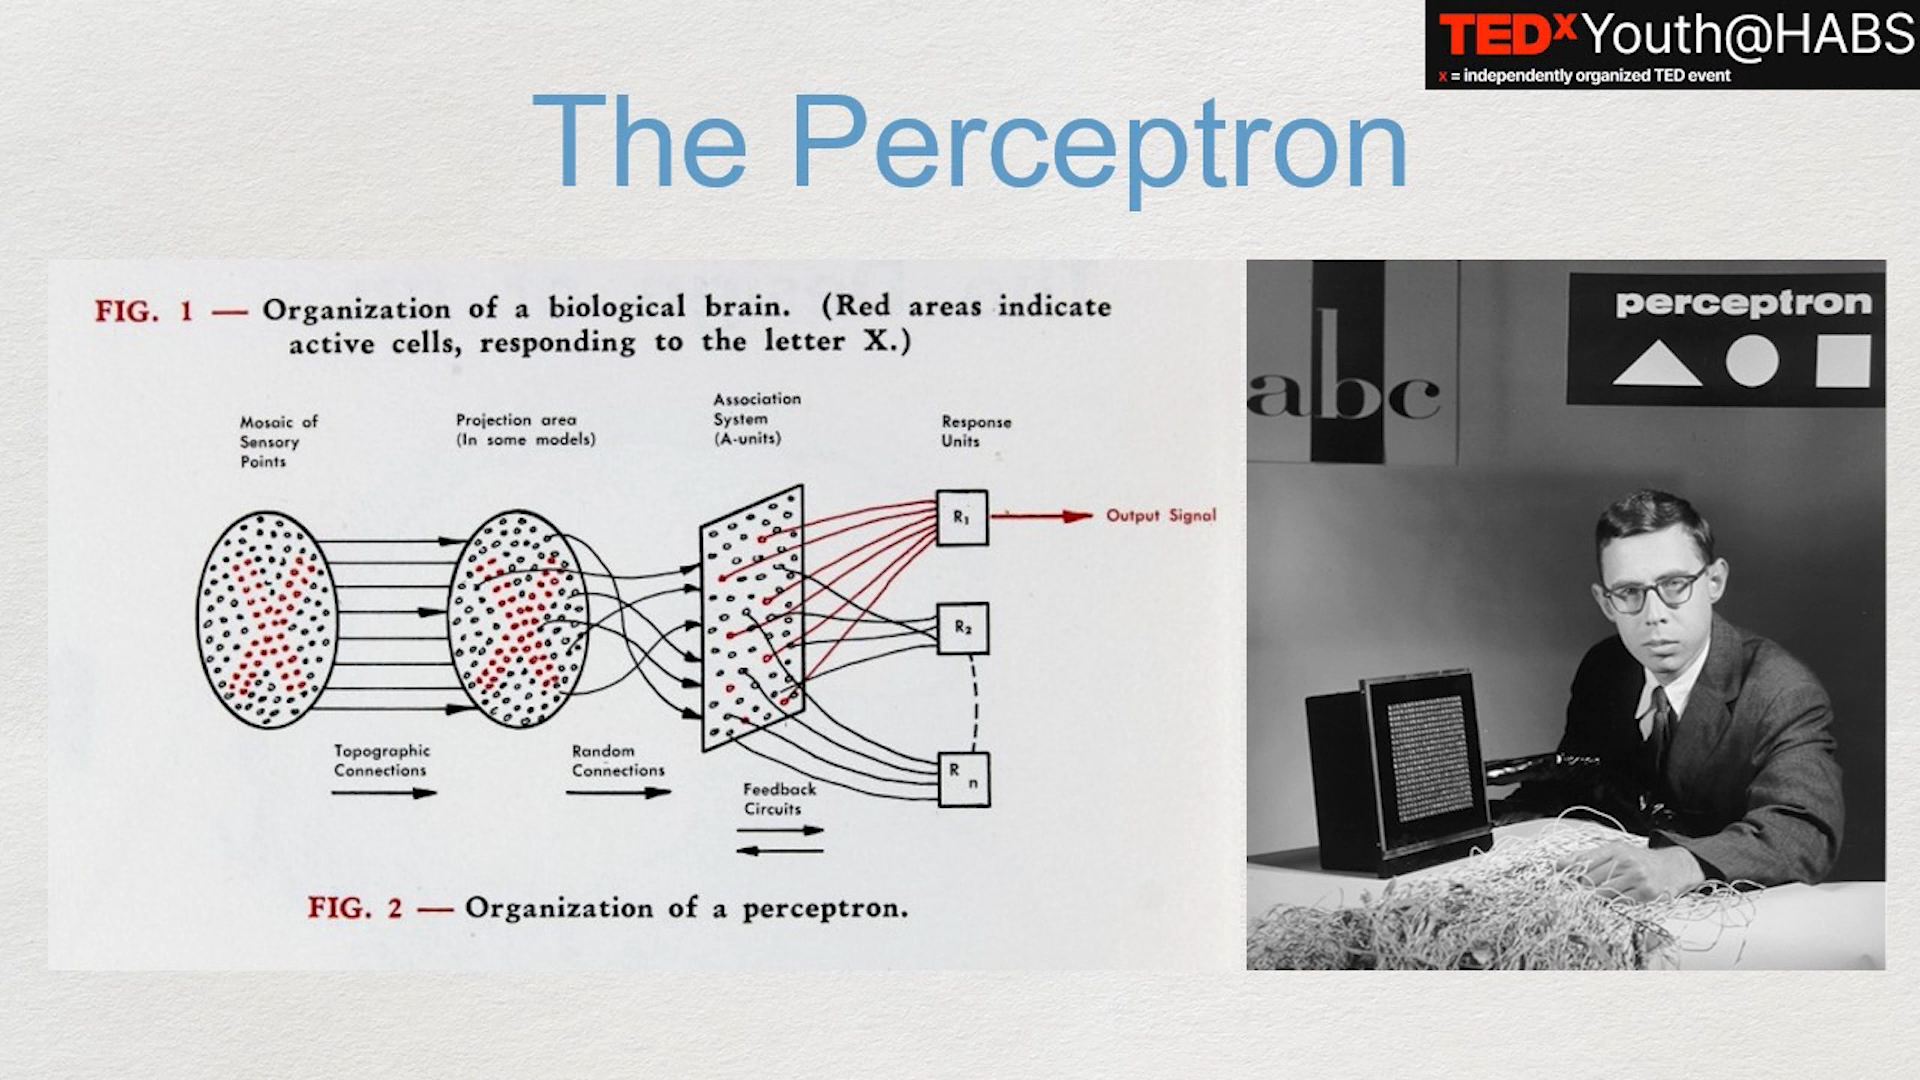 TEDxYouth@HABS
x = independently organized TED event
The Perceptron
FIG. 1 — Organization of a biological brain. (Red areas indicate
active cells, responding to the letter X.)
Mosaic of
Sensory
Points
Projection area
(In some models)
Association
System
(A-units)
Response
Units
R₁
Output Signal
R₂
R n
Topographic
Connections
Random
Connections
Feedback
Circuits
FIG. 2 — Organization of a perceptron.
abc
perceptron